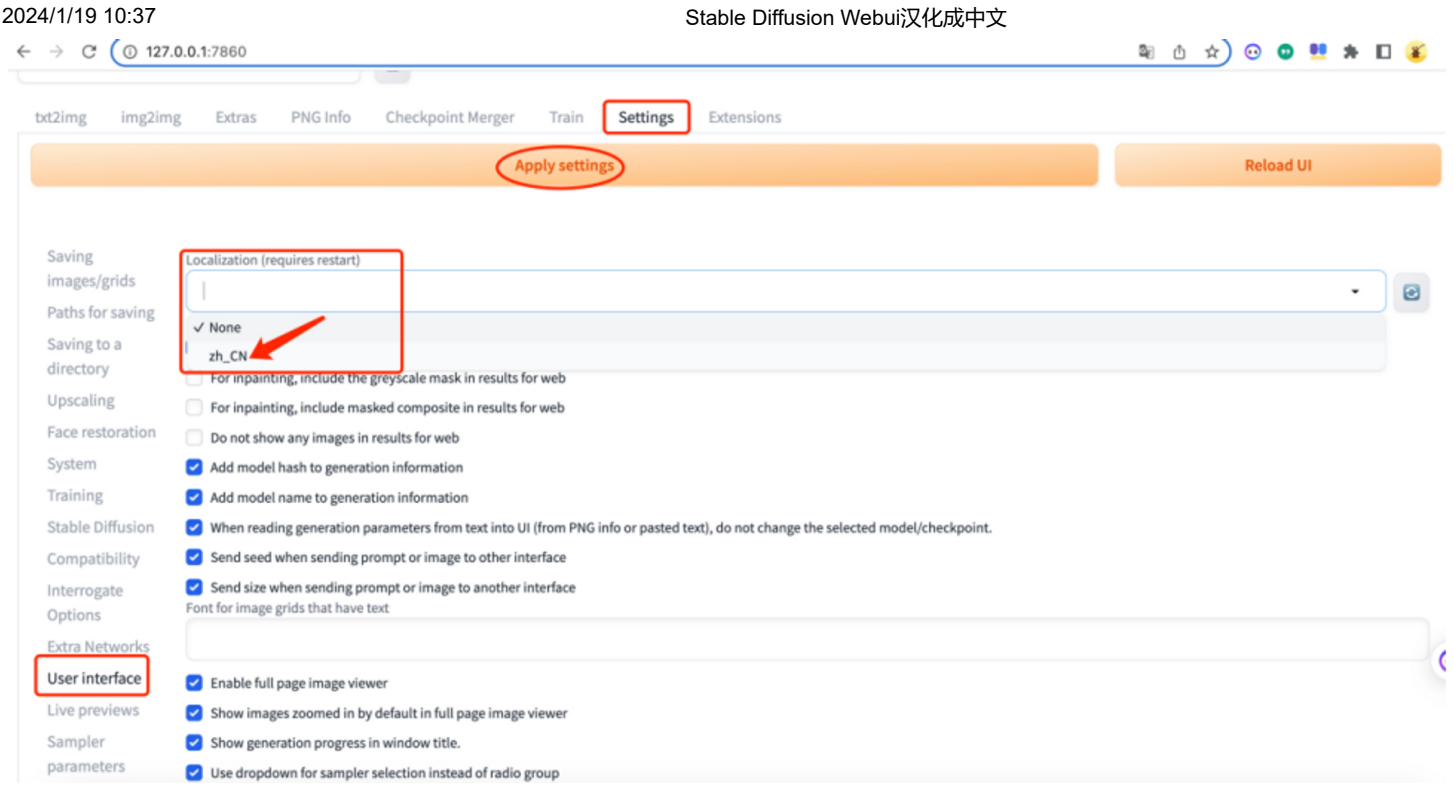 2024/1/19 10:37
Stable Diffusion Webui汉化成中文
127.0.0.1:7860
txt2img img2img Extras PNG Info Checkpoint Merger Train Settings Extensions
Apply settings
Reload UI
Saving
images/grids
Paths for saving
Saving to a
directory
Upscaling
Face restoration
System
Training
Stable Diffusion
Compatibility
Interrogate
Options
Extra Networks
User interface
Live previews
Sampler
parameters
Localization (requires restart)
None
zh_CN
For inpainting, include the greyscale mask in results for web
For inpainting, include masked composite in results for web
Do not show any images in results for web
Add model hash to generation information
Add model name to generation information
When reading generation parameters from text into UI (from PNG info or pasted text), do not change the selected model/checkpoint.
Send seed when sending prompt or image to other interface
Send size when sending prompt or image to another interface
Font for image grids that have text
Enable full page image viewer
Show images zoomed in by default in full page image viewer
Show generation progress in window title.
Use dropdown for sampler selection instead of radio group